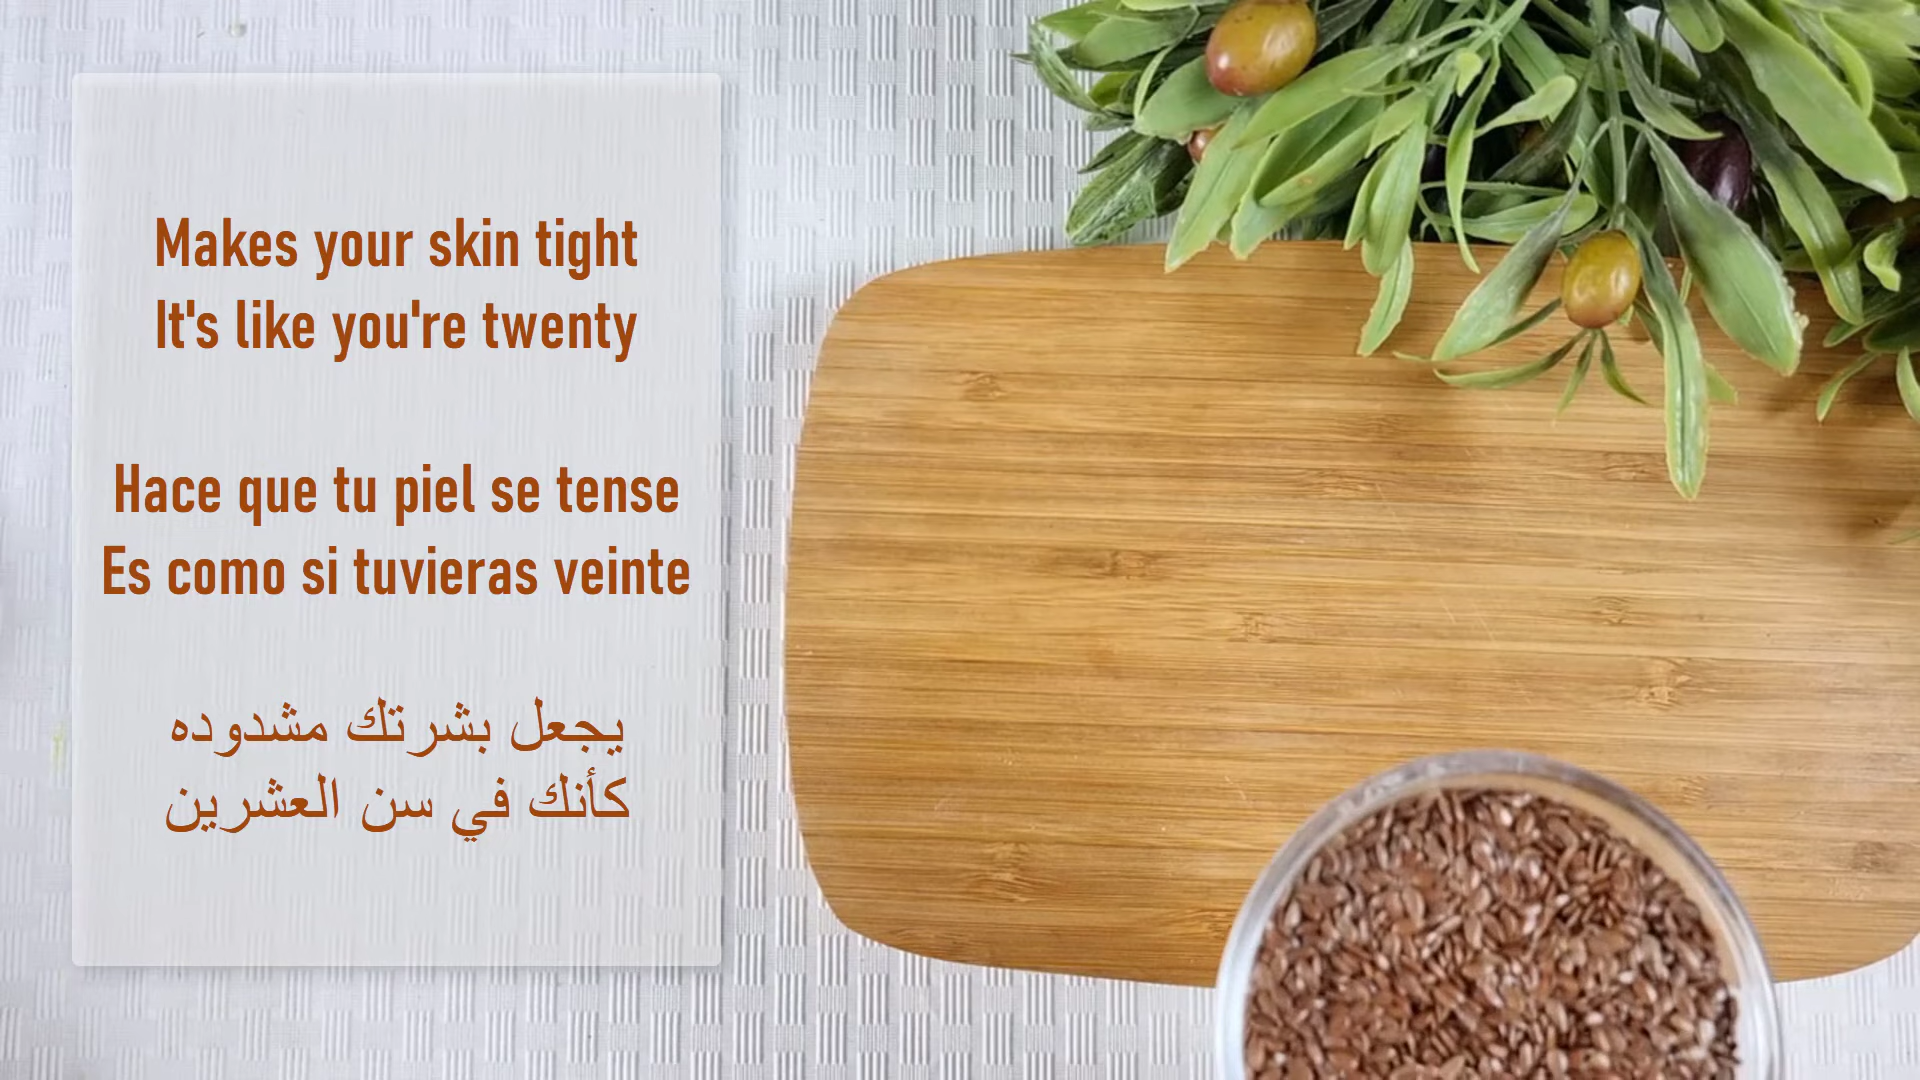 Makes your skin tight
It's like you're twenty
Hace que tu piel se tense
Es como si tuvieras veinte
يجعل بشرتك مشدوده
كأنك في سن العشرين